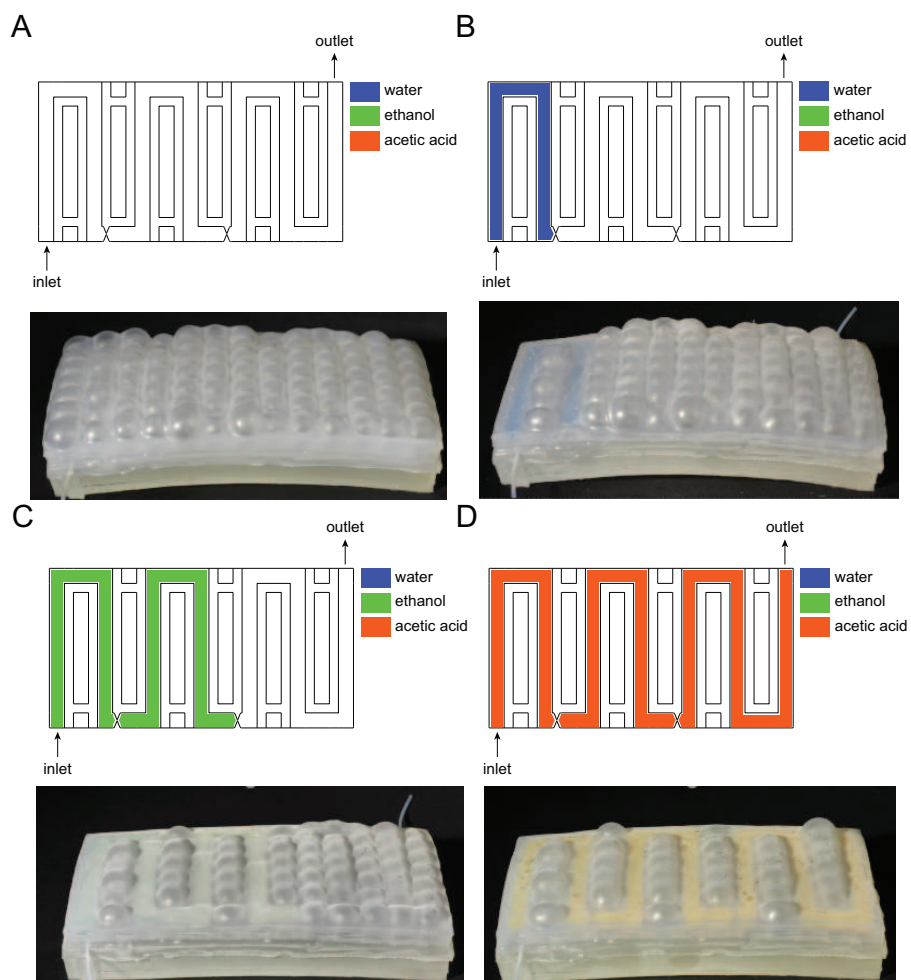 A
outlet
water
ethanol
acetic acid
inlet
B
outlet
water
ethanol
acetic acid
inlet
C
outlet
water
ethanol
acetic acid
inlet
D
outlet
water
ethanol
acetic acid
inlet